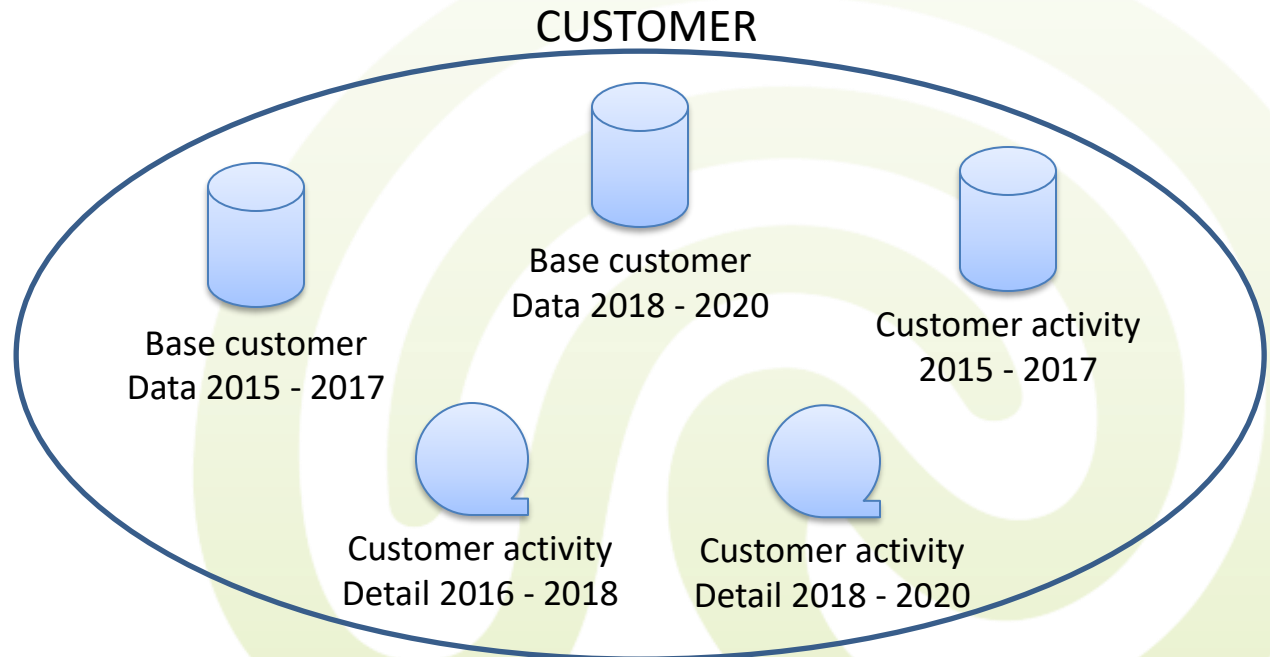 CUSTOMER
Base customer
Data 2015 - 2017
Base customer
Data 2018 - 2020
Customer activity
2015 - 2017
Customer activity
Detail 2016 - 2018
Customer activity
Detail 2018 - 2020